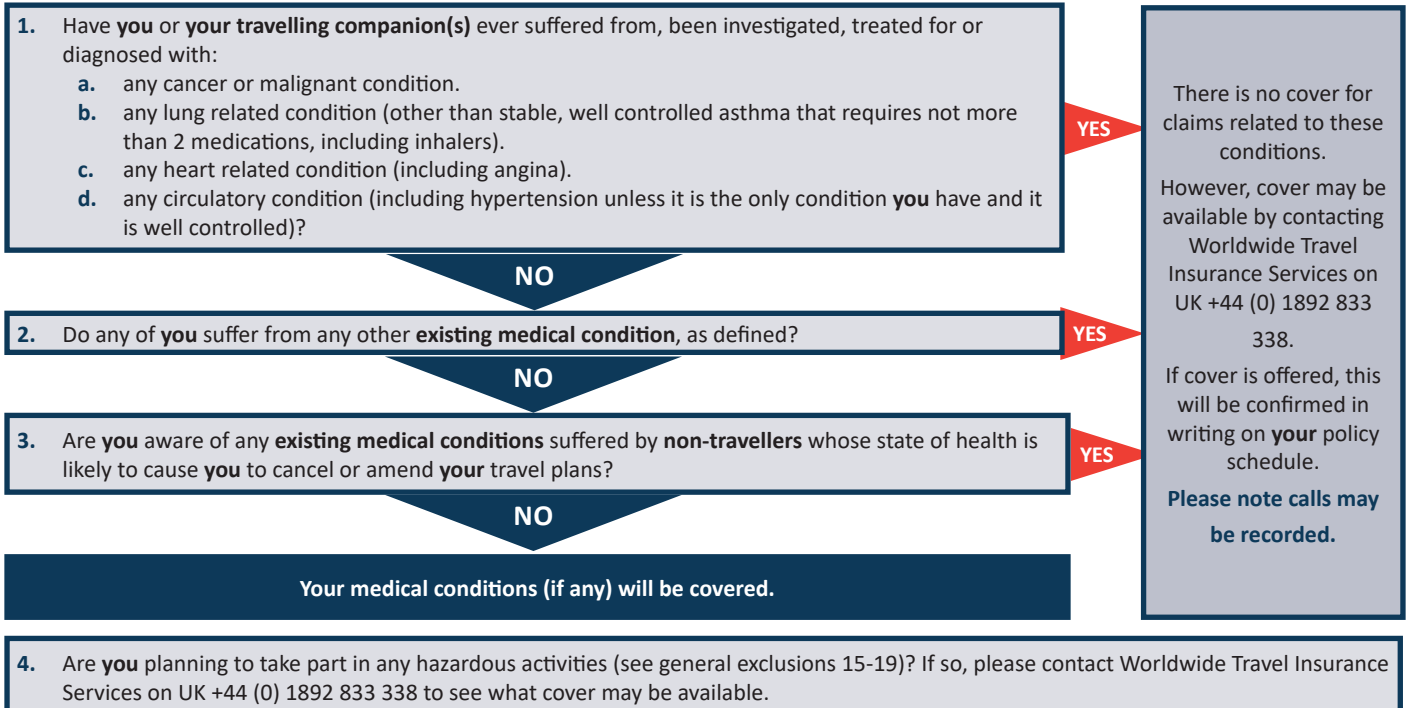 1. Have you or your travelling companion(s) ever suffered from, been investigated, treated for or
diagnosed with:
a. any cancer or malignant condition.
b. any lung related condition (other than stable, well controlled asthma that requires not more
than 2 medications, including inhalers).
c. any heart related condition (including angina).
d. any circulatory condition (including hypertension unless it is the only condition you have and it
is well controlled)?
YES
NO
2. Do any of you suffer from any other existing medical condition, as defined?
YES
NO
3. Are you aware of any existing medical conditions suffered by non-travellers whose state of health is
likely to cause you to cancel or amend your travel plans?
YES
NO
Your medical conditions (if any) will be covered.
There is no cover for
claims related to these
conditions.
However, cover may be
available by contacting
Worldwide Travel
Insurance Services on
UK +44 (0) 1892 833
338.
If cover is offered, this
will be confirmed in
writing on your policy
schedule.
Please note calls may
be recorded.
4. Are you planning to take part in any hazardous activities (see general exclusions 15-19)? If so, please contact Worldwide Travel Insurance
Services on UK +44 (0) 1892 833 338 to see what cover may be available.